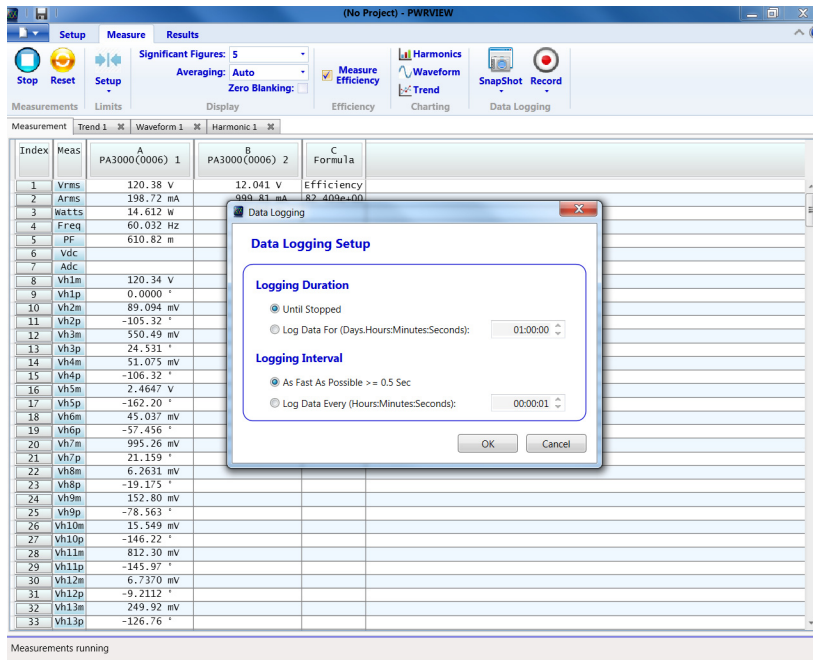 (No Project) - PWRVIEW
Setup Measure Results
Stop Reset Setup Significant Figures: 5
Averaging: Auto
Zero Blanking:
Measure Efficiency
Harmonics
Waveform
Trend
SnapShot Record
Measurements Limits Display Efficiency Charting Data Logging
Measurement Trend 1 Waveform 1 Harmonic 1
Index Meas A B C
PA3000(0006) 1 PA3000(0006) 2 Formula
1 Vrms 120.38 V 12.041 V Efficiency
2 Arms 198.72 mA 999.81 mA 82.409e+00
3 Watts 14.612 W
4 Freq 60.032 Hz
5 PF 610.82 m
6 Vdc
7 Adc
8 Vh1m 120.34 V
9 Vh1p 0.0000 °
10 Vh2m 89.094 mV
11 Vh2p -105.32 °
12 Vh3m 550.49 mV
13 Vh3p 24.531 °
14 Vh4m 51.075 mV
15 Vh4p -106.32 °
16 Vh5m 2.4647 V
17 Vh5p -162.20 °
18 Vh6m 45.037 mV
19 Vh6p -57.456 °
20 Vh7m 995.26 mV
21 Vh7p 21.159 °
22 Vh8m 6.2631 mV
23 Vh8p -19.175 °
24 Vh9m 152.80 mV
25 Vh9p -78.563 °
26 Vh10m 15.549 mV
27 Vh10p -146.22 °
28 Vh11m 812.30 mV
29 Vh11p -145.97 °
30 Vh12m 6.7370 mV
31 Vh12p -9.2112 °
32 Vh13m 249.92 mV
33 Vh13p -126.76 °
Data Logging
Data Logging Setup
Logging Duration
Until Stopped
Log Data For (Days.Hours:Minutes:Seconds): 01:00:00
Logging Interval
As Fast As Possible >= 0.5 Sec
Log Data Every (Hours:Minutes:Seconds): 00:00:01
OK Cancel
Measurements running